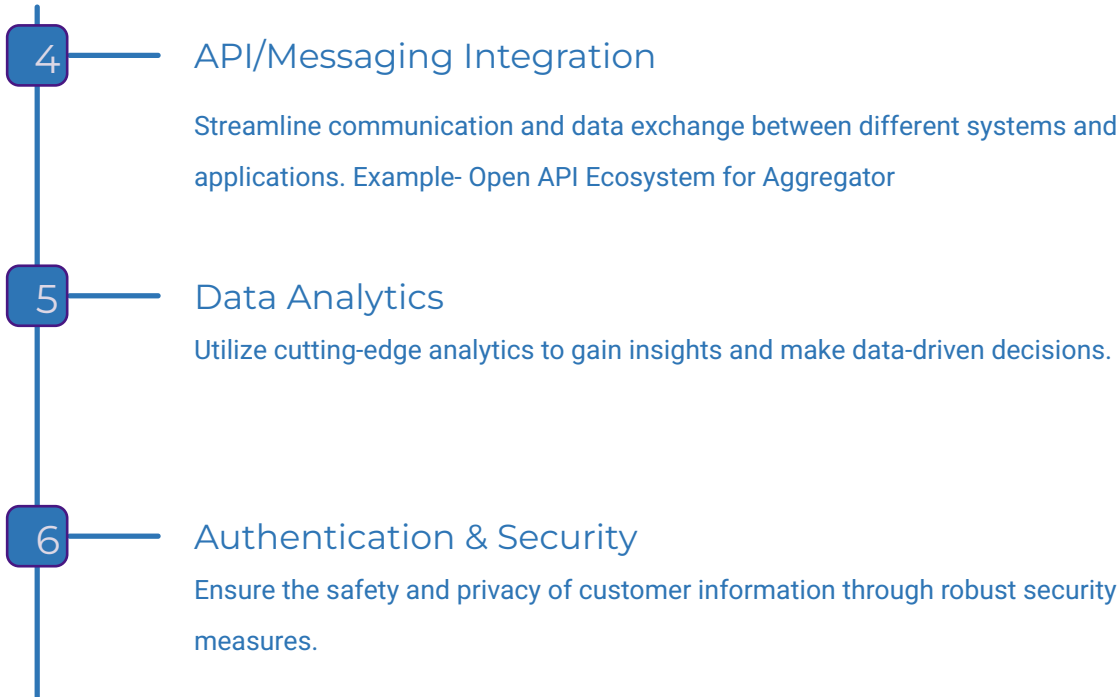 4
API/Messaging Integration
Streamline communication and data exchange between different systems and
applications. Example- Open API Ecosystem for Aggregator
5
Data Analytics
Utilize cutting-edge analytics to gain insights and make data-driven decisions.
6
Authentication & Security
Ensure the safety and privacy of customer information through robust security
measures.